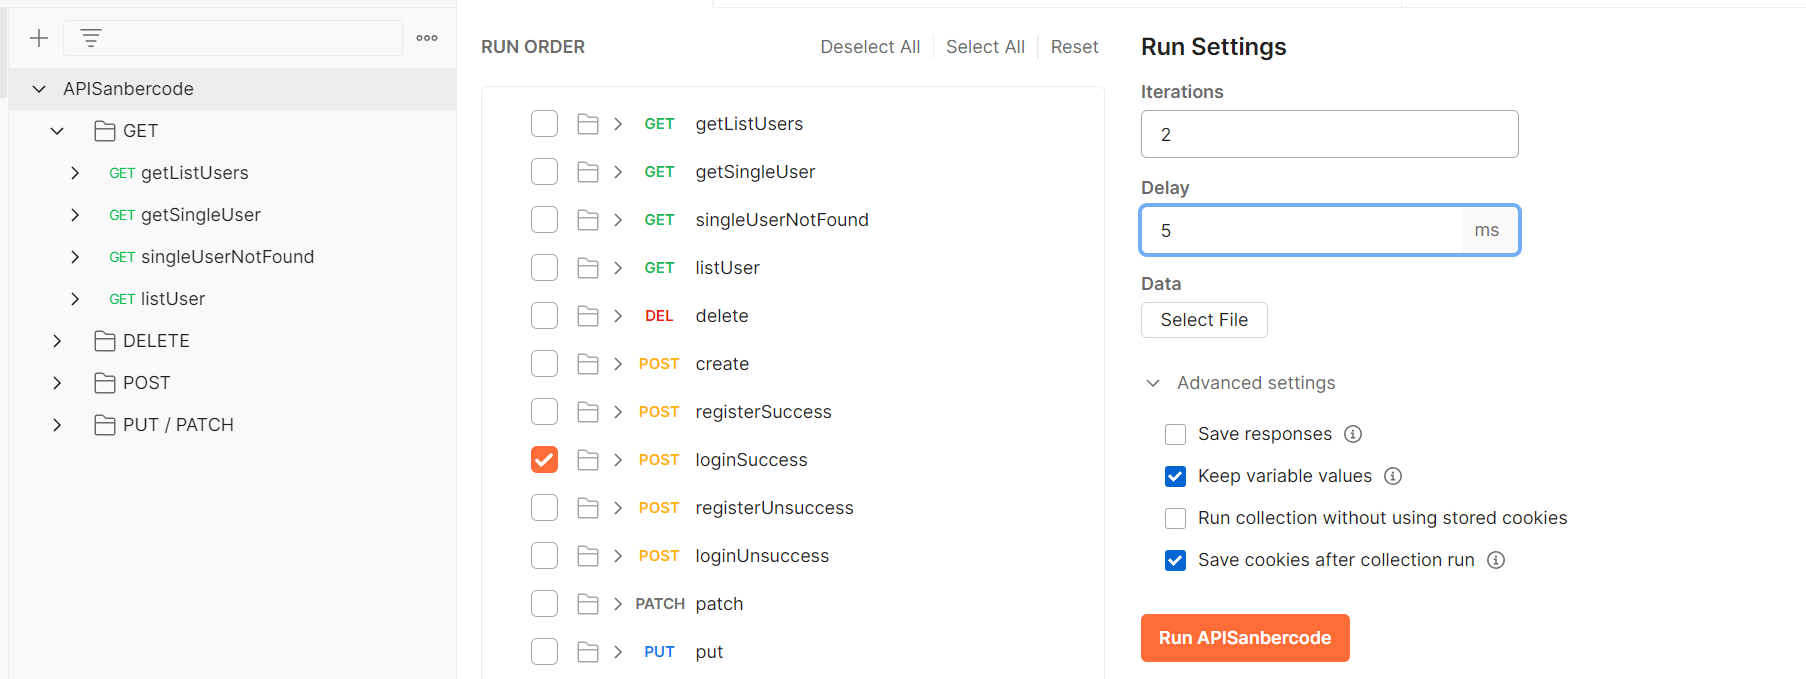 APISanbercode
GET
GET getListUsers
GET getSingleUser
GET singleUserNotFound
GET listUser
DELETE
POST
PUT / PATCH
RUN ORDER
Deselect All
Select All
Reset
GET getListUsers
GET getSingleUser
GET singleUserNotFound
GET listUser
DEL delete
POST create
POST registerSuccess
POST loginSuccess
POST registerUnsuccess
POST loginUnsuccess
PATCH patch
PUT put
Run Settings
Iterations
2
Delay
5 ms
Data
Select File
Advanced settings
Save responses
Keep variable values
Run collection without using stored cookies
Save cookies after collection run
Run APISanbercode